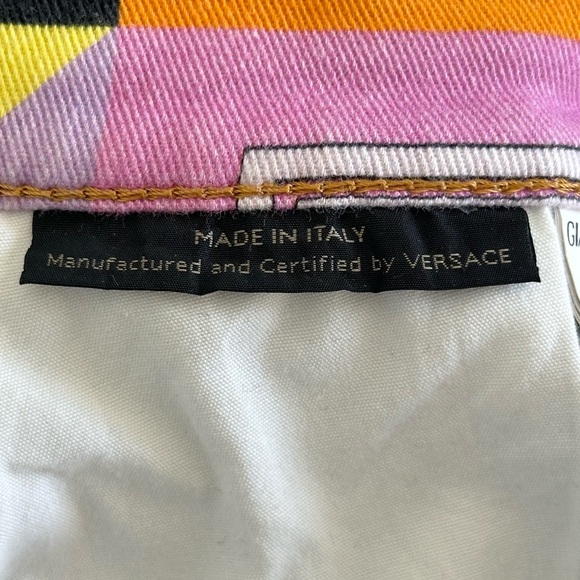 MADE IN ITALY
Manufactured and Certified by VERSACE